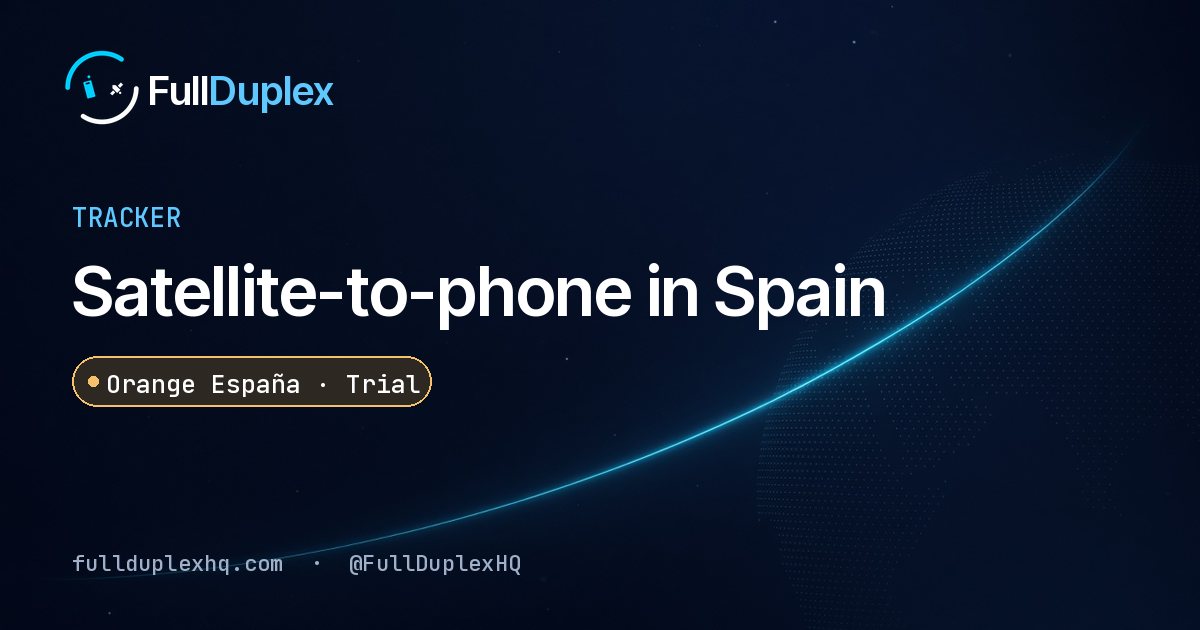 FullDuplex
TRACKER
Satellite-to-phone in Spain
Orange España · Trial
fullduplexhq.com · @FullDuplexHQ